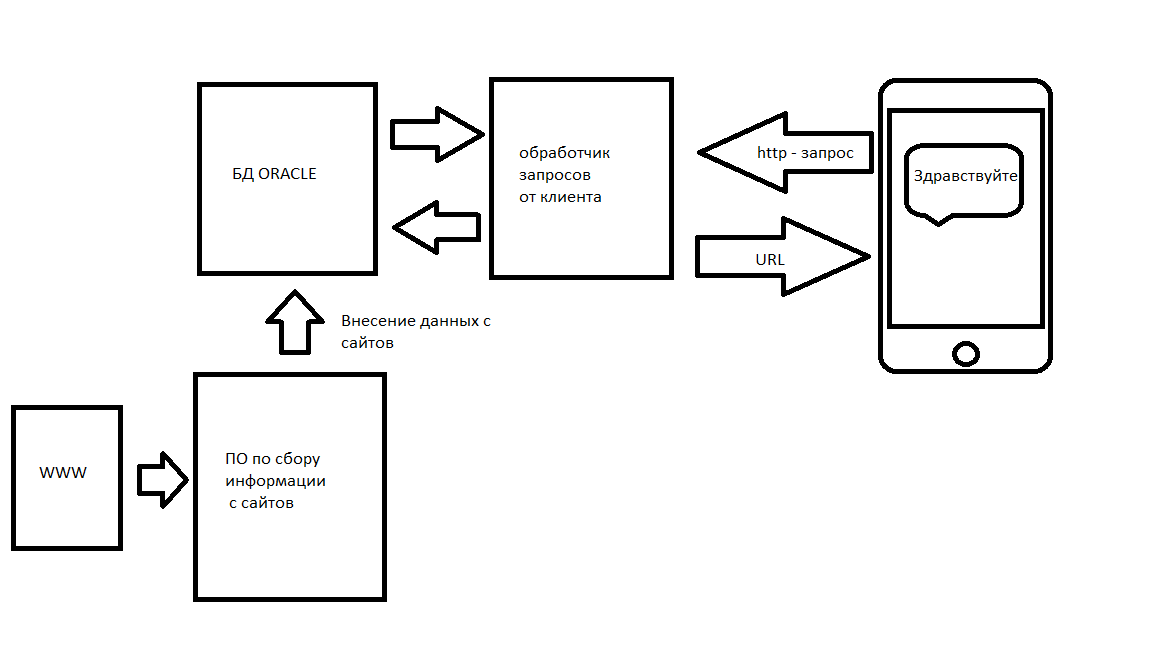 БД ORACLE
обработчик
запросов
от клиента
http - запрос
Здравствуйте
URL
Внесение данных с
сайтов
WWW
ПО по сбору
информации
с сайтов